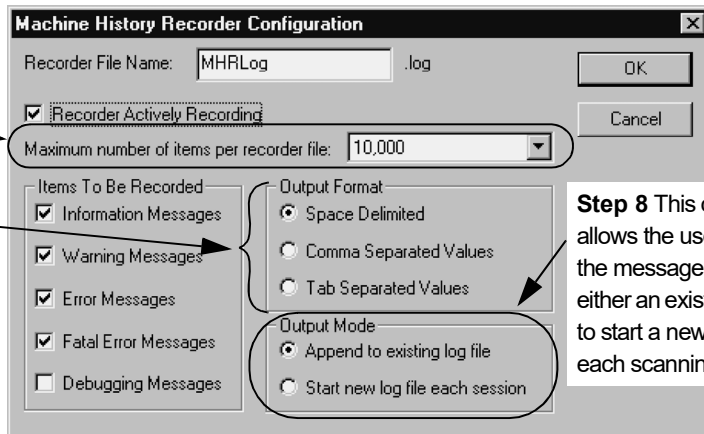 Machine History Recorder Configuration
Recorder File Name: MHRLog .log
OK
Recorder Actively Recording
Cancel
Maximum number of items per recorder file: 10,000
Items To Be Recorded
Information Messages
Warning Messages
Error Messages
Fatal Error Messages
Debugging Messages
Output Format
Space Delimited
Comma Separated Values
Tab Separated Values
Output Mode
Append to existing log file
Start new log file each session
Step 8 This
allows the
the message
either an
to start a new
each